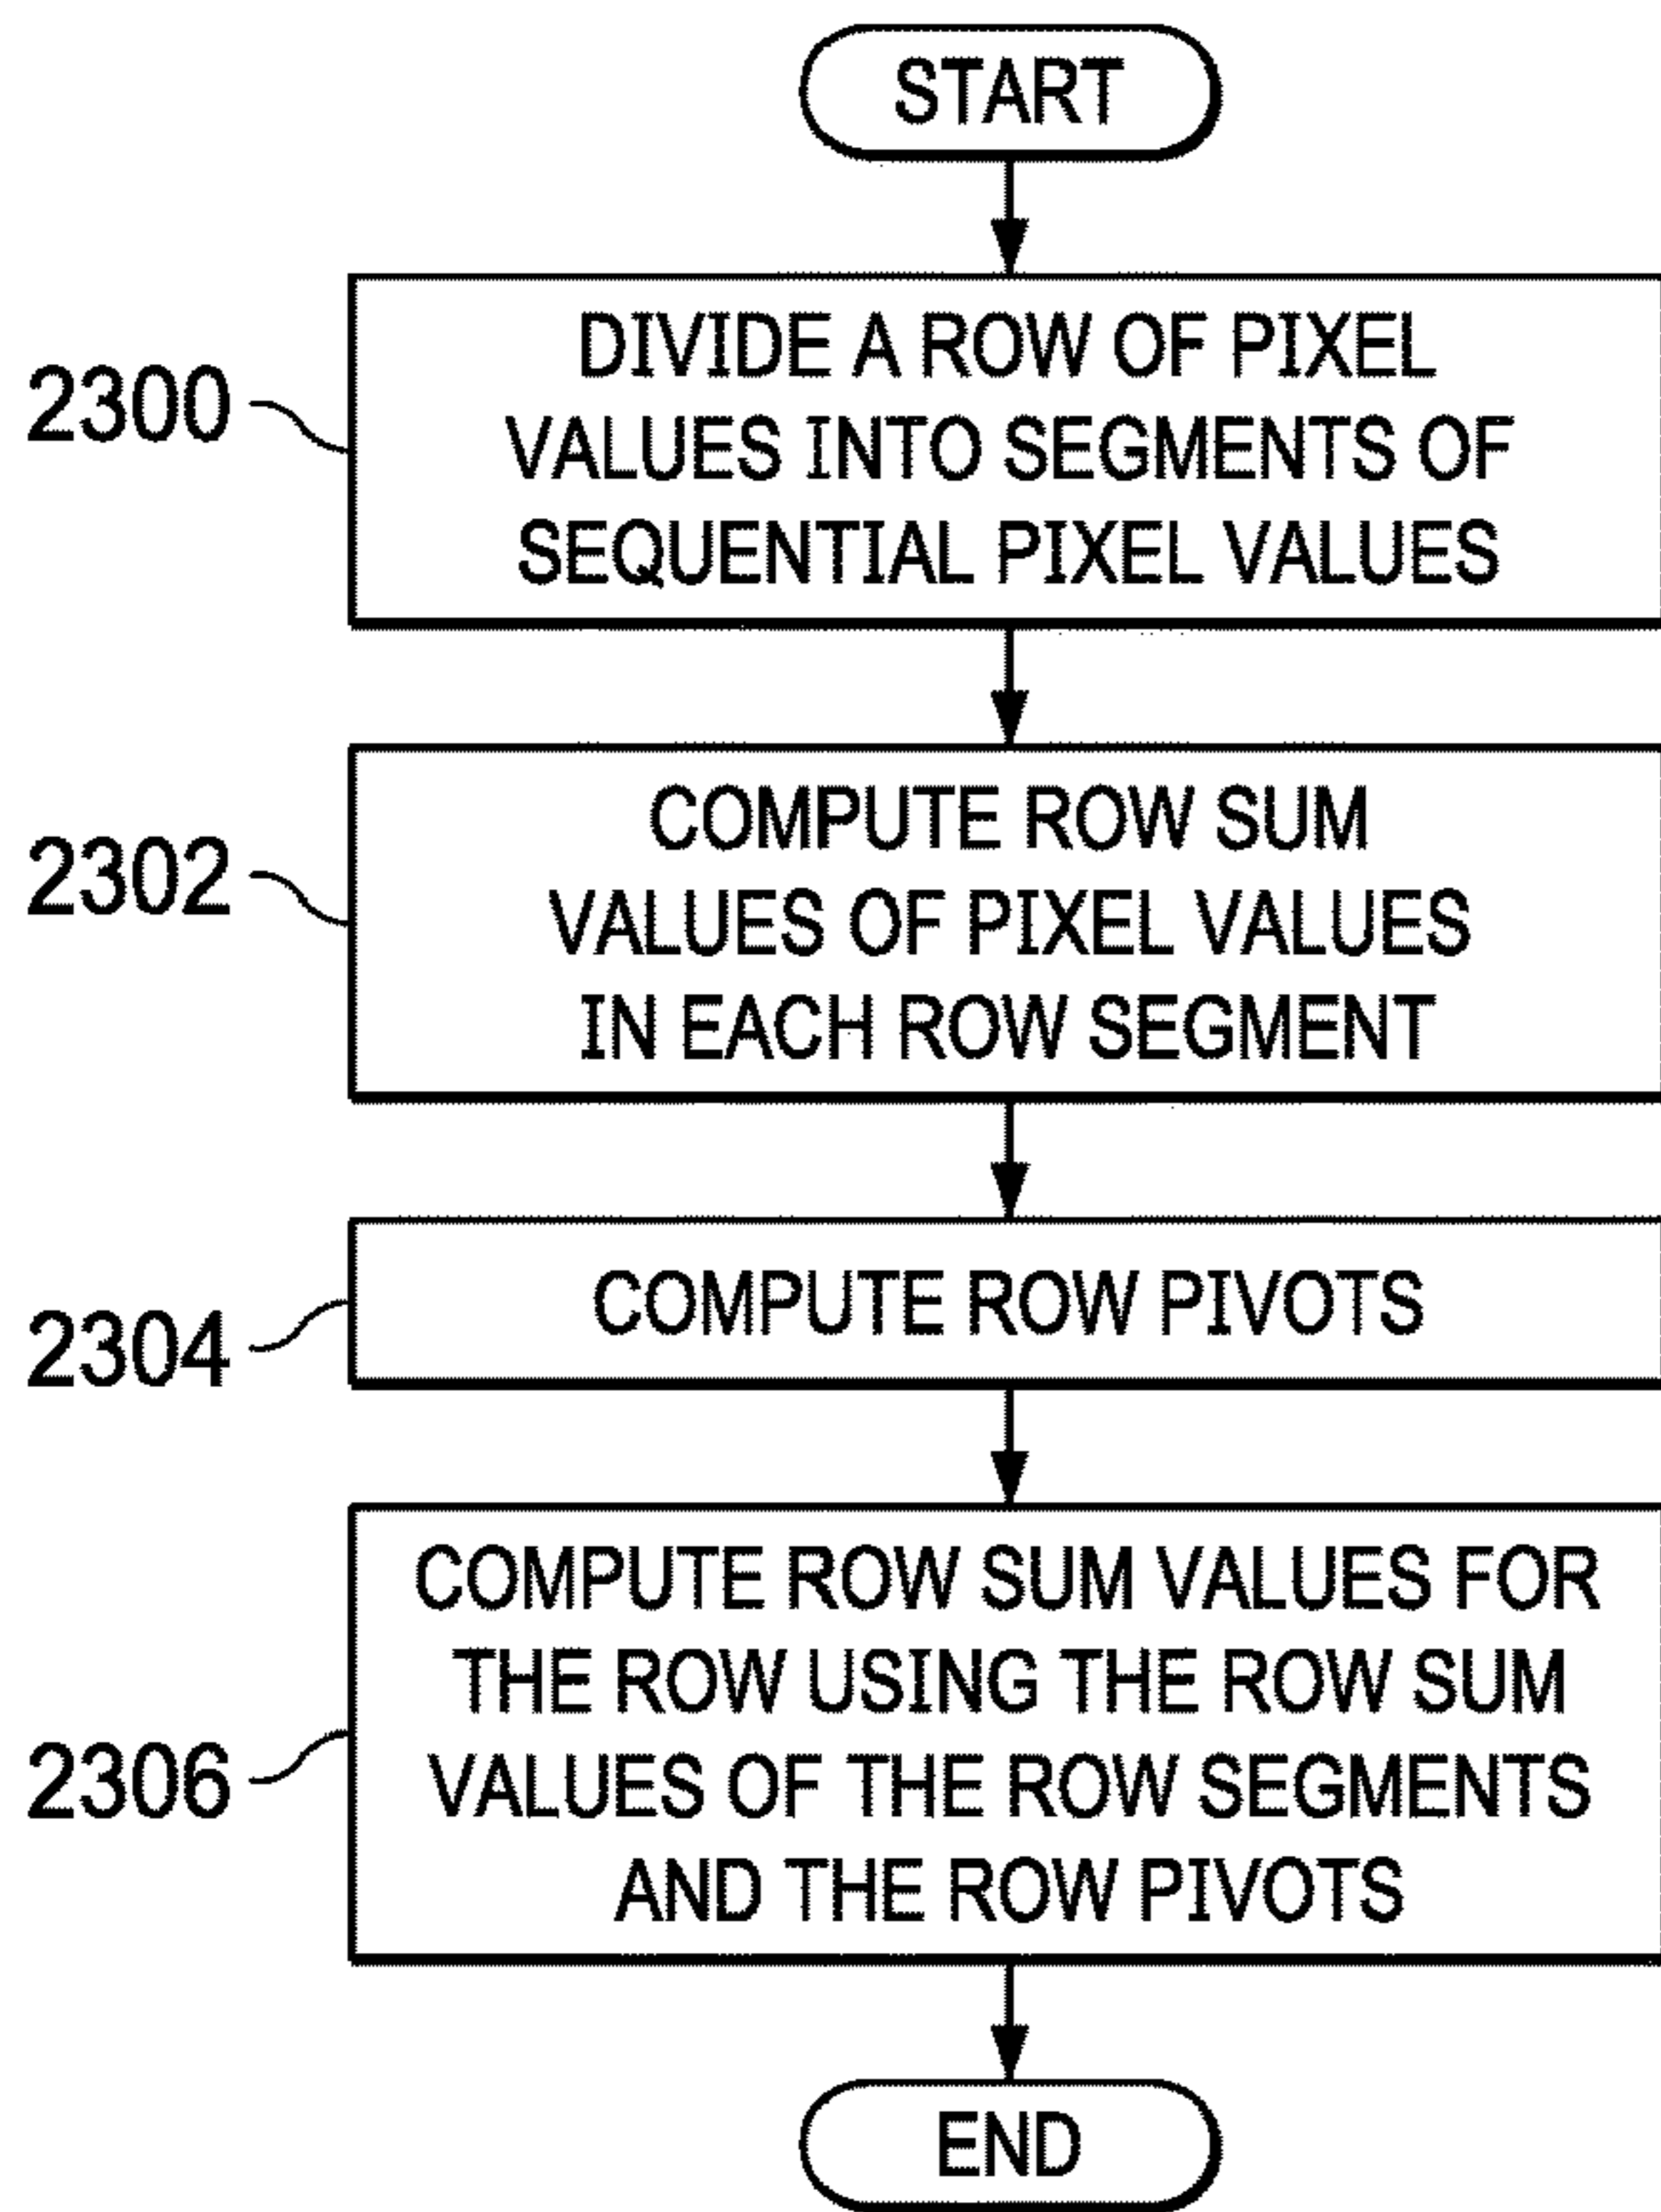 START
2300
DIVIDE A ROW OF PIXEL
VALUES INTO SEGMENTS OF
SEQUENTIAL PIXEL VALUES
2302
COMPUTE ROW SUM
VALUES OF PIXEL VALUES
IN EACH ROW SEGMENT
2304
COMPUTE ROW PIVOTS
2306
COMPUTE ROW SUM VALUES FOR
THE ROW USING THE ROW SUM
VALUES OF THE ROW SEGMENTS
AND THE ROW PIVOTS
END